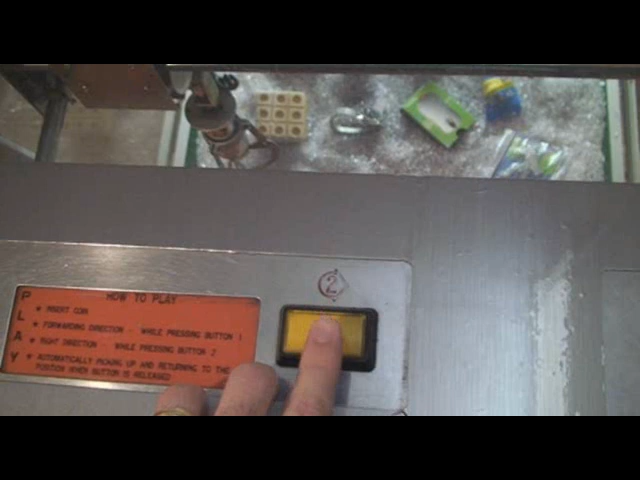 2
HOW TO PLAY
PLAY
★ INSERT COIN
★ FORWARDING DIRECTION - WHILE PRESSING BUTTON 1
★ RIGHT DIRECTION - WHILE PRESSING BUTTON 2
★ AUTOMATICALLY PICKING UP AND RETURNING TO THE
POSITION WHEN BUTTON IS RELEASED